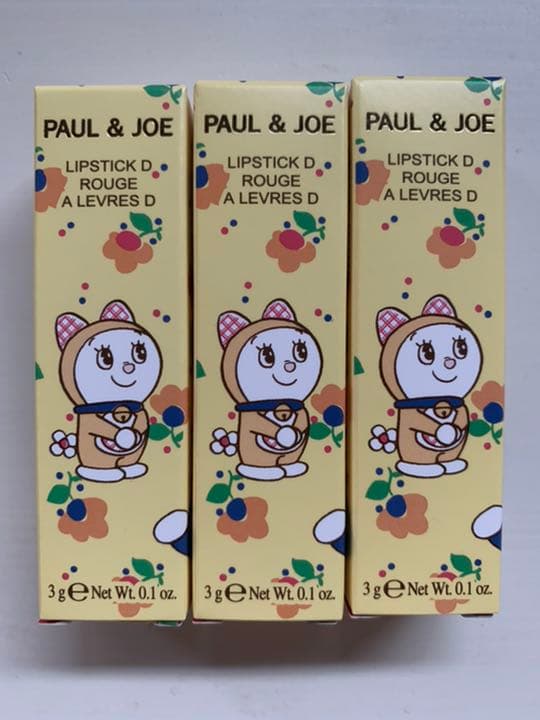 PAUL & JOE
LIPSTICK D
ROUGE
A LEVRES D
3 g ℮ Net Wt. 0.1 oz.
PAUL & JOE
LIPSTICK D
ROUGE
A LEVRES D
3 g ℮ Net Wt. 0.1 oz.
PAUL & JOE
LIPSTICK D
ROUGE
A LEVRES D
3 g ℮ Net Wt. 0.1 oz.